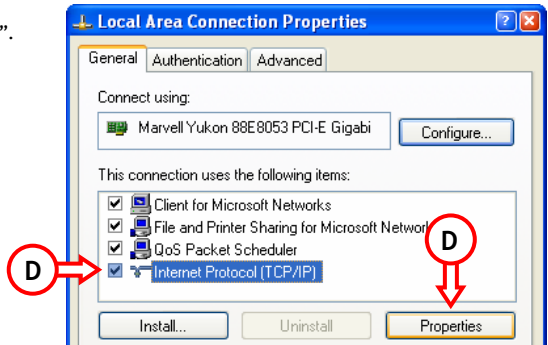 ”.
Local Area Connection Properties
General Authentication Advanced
Connect using:
Marvell Yukon 88E8053 PCI-E Gigabi Configure...
This connection uses the following items:
Client for Microsoft Networks
File and Printer Sharing for Microsoft Network
D
QoS Packet Scheduler
D
Internet Protocol (TCP/IP)
Install... Uninstall Properties